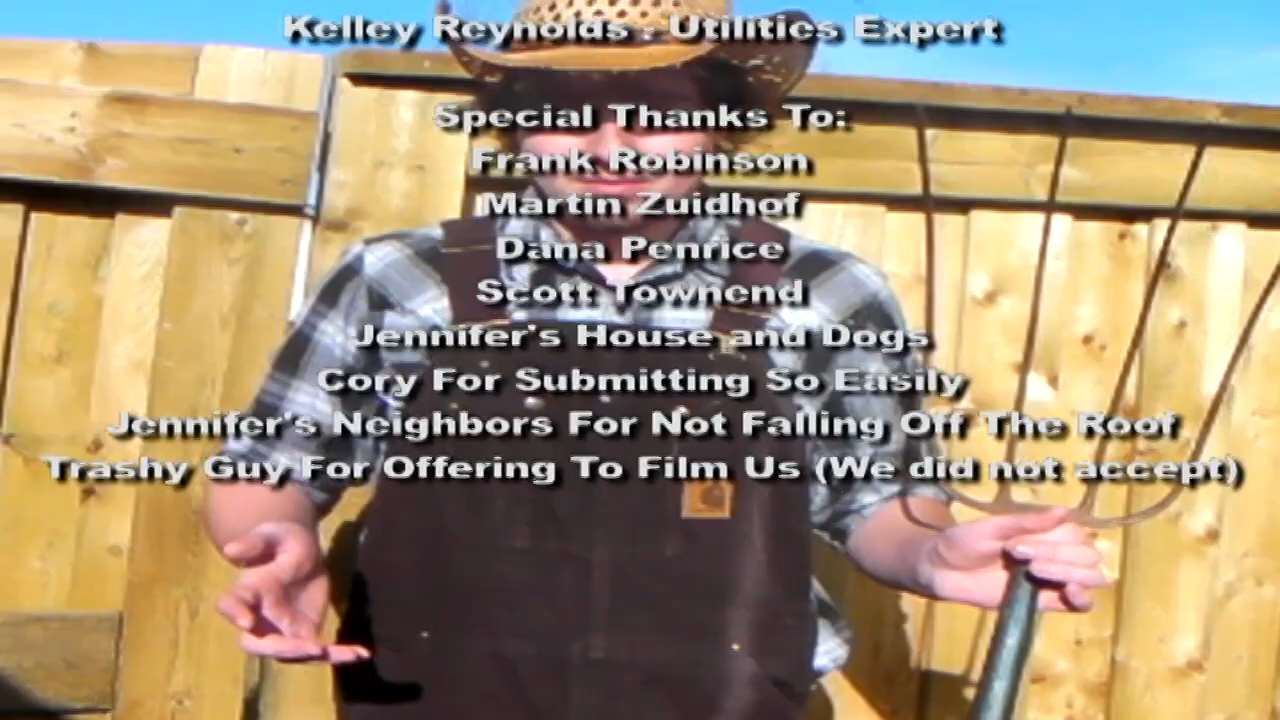 Kelley Reynolds - Utilities Expert
Special Thanks To:
Frank Robinson
Martin Zuidhof
Dana Penrice
Scott Townend
Jennifer's House and Dogs
Cory For Submitting So Easily
Jennifer's Neighbors For Not Falling Off The Roof
Trashy Guy For Offering To Film Us (We did not accept)